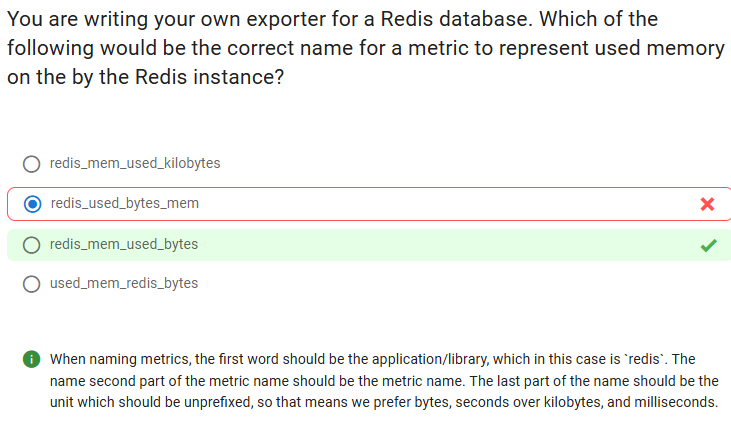 You are writing your own exporter for a Redis database. Which of the
following would be the correct name for a metric to represent used memory
on the by the Redis instance?
redis_mem_used_kilobytes
redis_used_bytes_mem
redis_mem_used_bytes
used_mem_redis_bytes
When naming metrics, the first word should be the application/library, which in this case is `redis`. The
name second part of the metric name should be the metric name. The last part of the name should be the
unit which should be unprefixed, so that means we prefer bytes, seconds over kilobytes, and milliseconds.